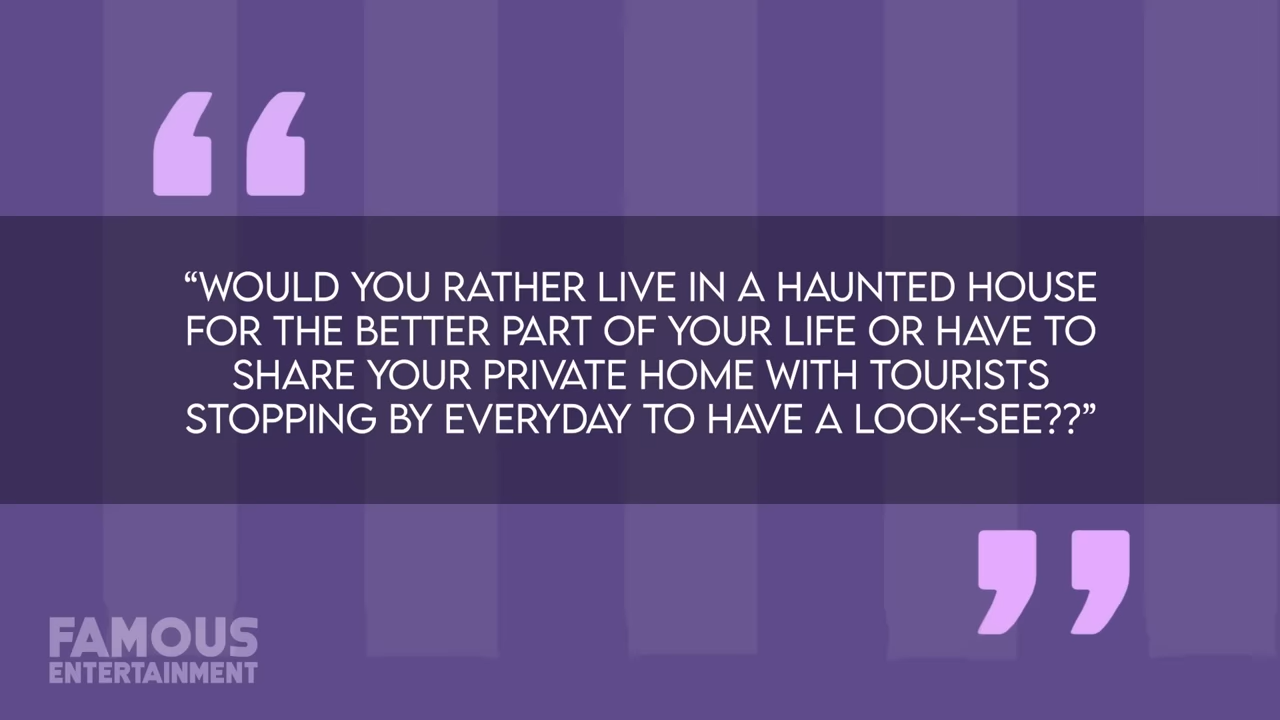 “WOULD YOU RATHER LIVE IN A HAUNTED HOUSE
FOR THE BETTER PART OF YOUR LIFE OR HAVE TO
SHARE YOUR PRIVATE HOME WITH TOURISTS
STOPPING BY EVERYDAY TO HAVE A LOOK-SEE??”
FAMOUS
ENTERTAINMENT